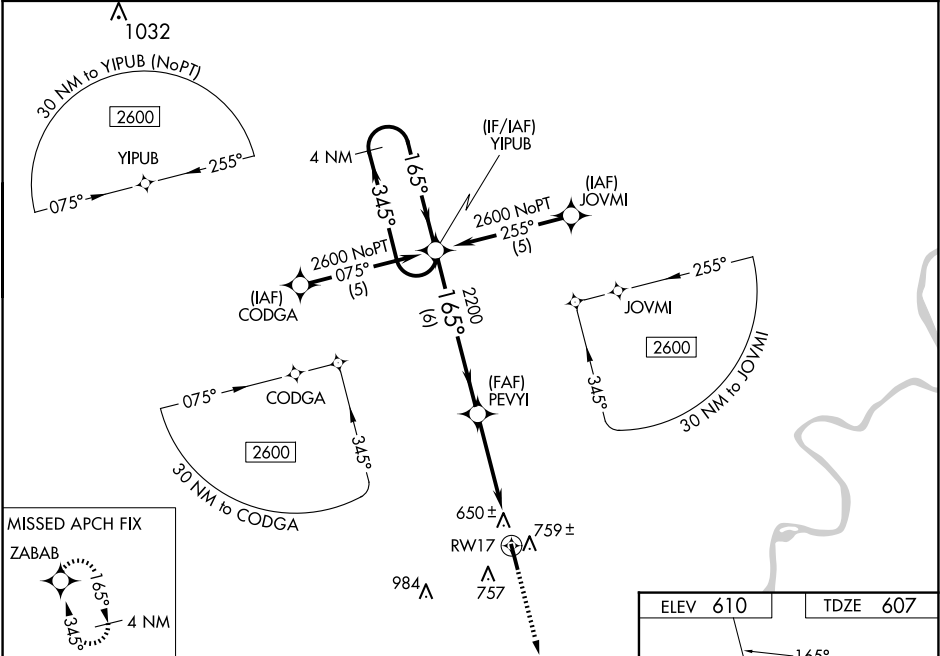 1032
30 NM to YIPUB (NoPT)
2600
YIPUB
075°
255°
4 NM
165°
345°
(IF/IAF)
YIPUB
(IAF)
JOVMI
2600 NoPT
255°
(5)
2600 NoPT
075°
(5)
(IAF)
CODGA
2200
165°
(6)
255°
JOVMI
2600
345°
30 NM to JOVMI
075°
CODGA
345°
2600
30 NM to CODGA
(FAF)
PEVYI
650 ±
759 ±
RW17
984
757
MISSED APCH FIX
ZABAB
165°
345°
4 NM
ELEV 610
TDZE 607
165°